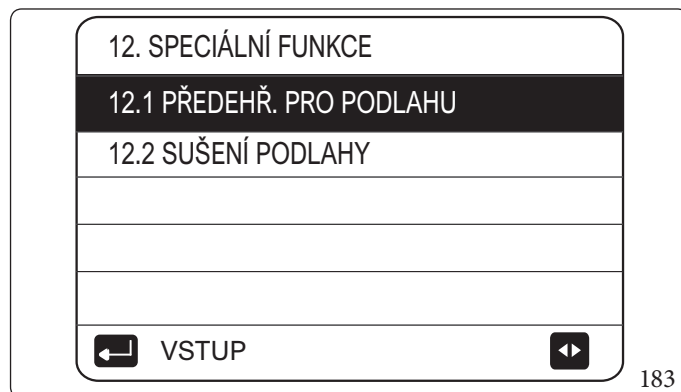 12. SPECIÁLNÍ FUNKCE
12.1 PŘEDEHŘ. PRO PODLAHU
12.2 SUŠENÍ PODLAHY
VSTUP
183